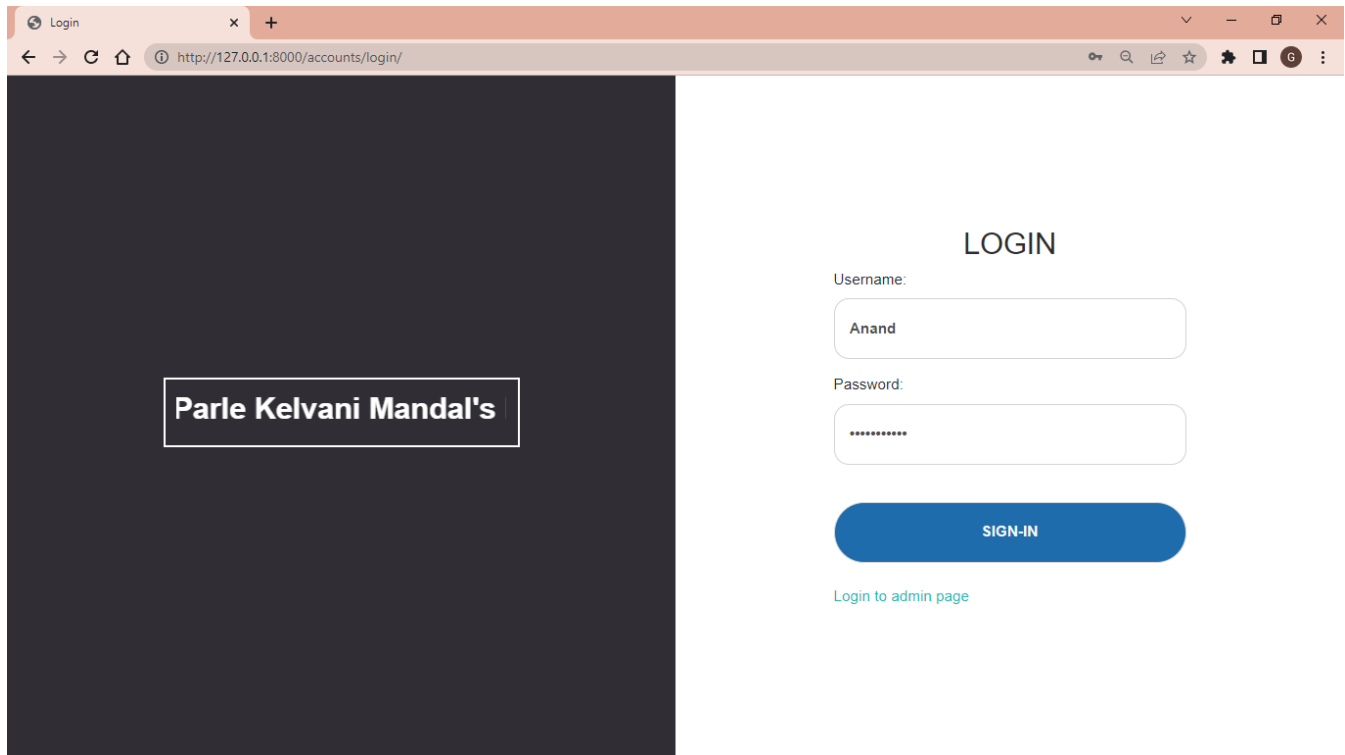 Login
http://127.0.0.1:8000/accounts/login/
G
Parle Kelvani Mandal's
LOGIN
Username:
Anand
Password:
•••••••••••
SIGN-IN
Login to admin page